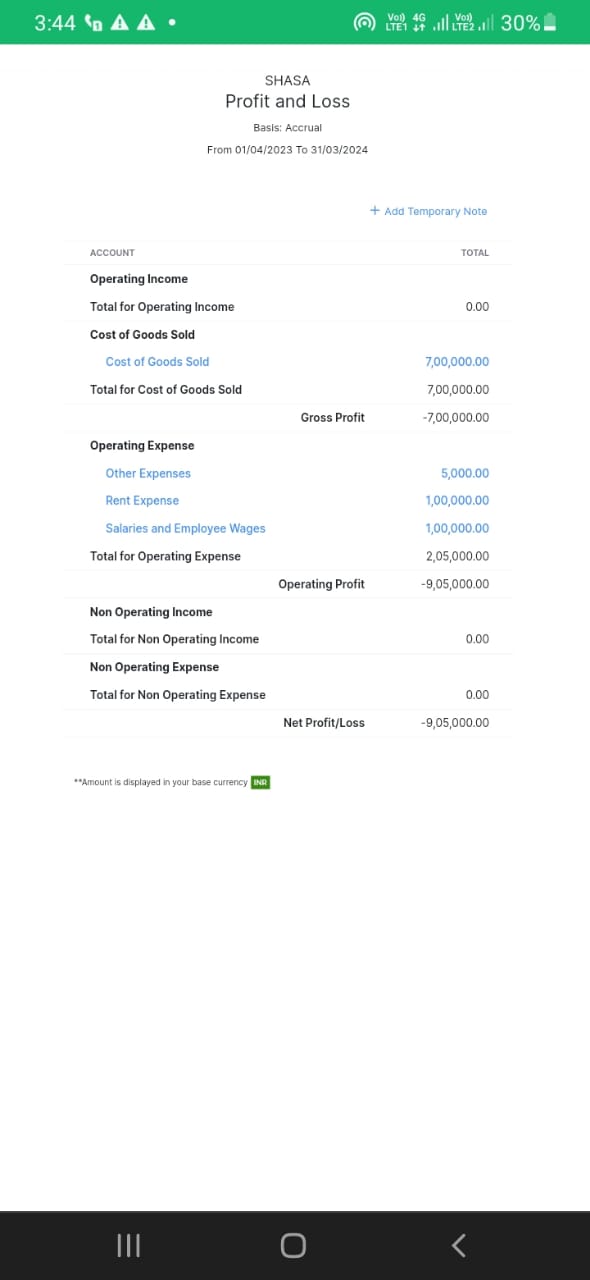 3:44
Vo)) 4G LTE1 Vo)) LTE2 30%
SHASA
Profit and Loss
Basis: Accrual
From 01/04/2023 To 31/03/2024
+ Add Temporary Note
ACCOUNT TOTAL
Operating Income
Total for Operating Income 0.00
Cost of Goods Sold
Cost of Goods Sold 7,00,000.00
Total for Cost of Goods Sold 7,00,000.00
Gross Profit -7,00,000.00
Operating Expense
Other Expenses 5,000.00
Rent Expense 1,00,000.00
Salaries and Employee Wages 1,00,000.00
Total for Operating Expense 2,05,000.00
Operating Profit -9,05,000.00
Non Operating Income
Total for Non Operating Income 0.00
Non Operating Expense
Total for Non Operating Expense 0.00
Net Profit/Loss -9,05,000.00
**Amount is displayed in your base currency INR